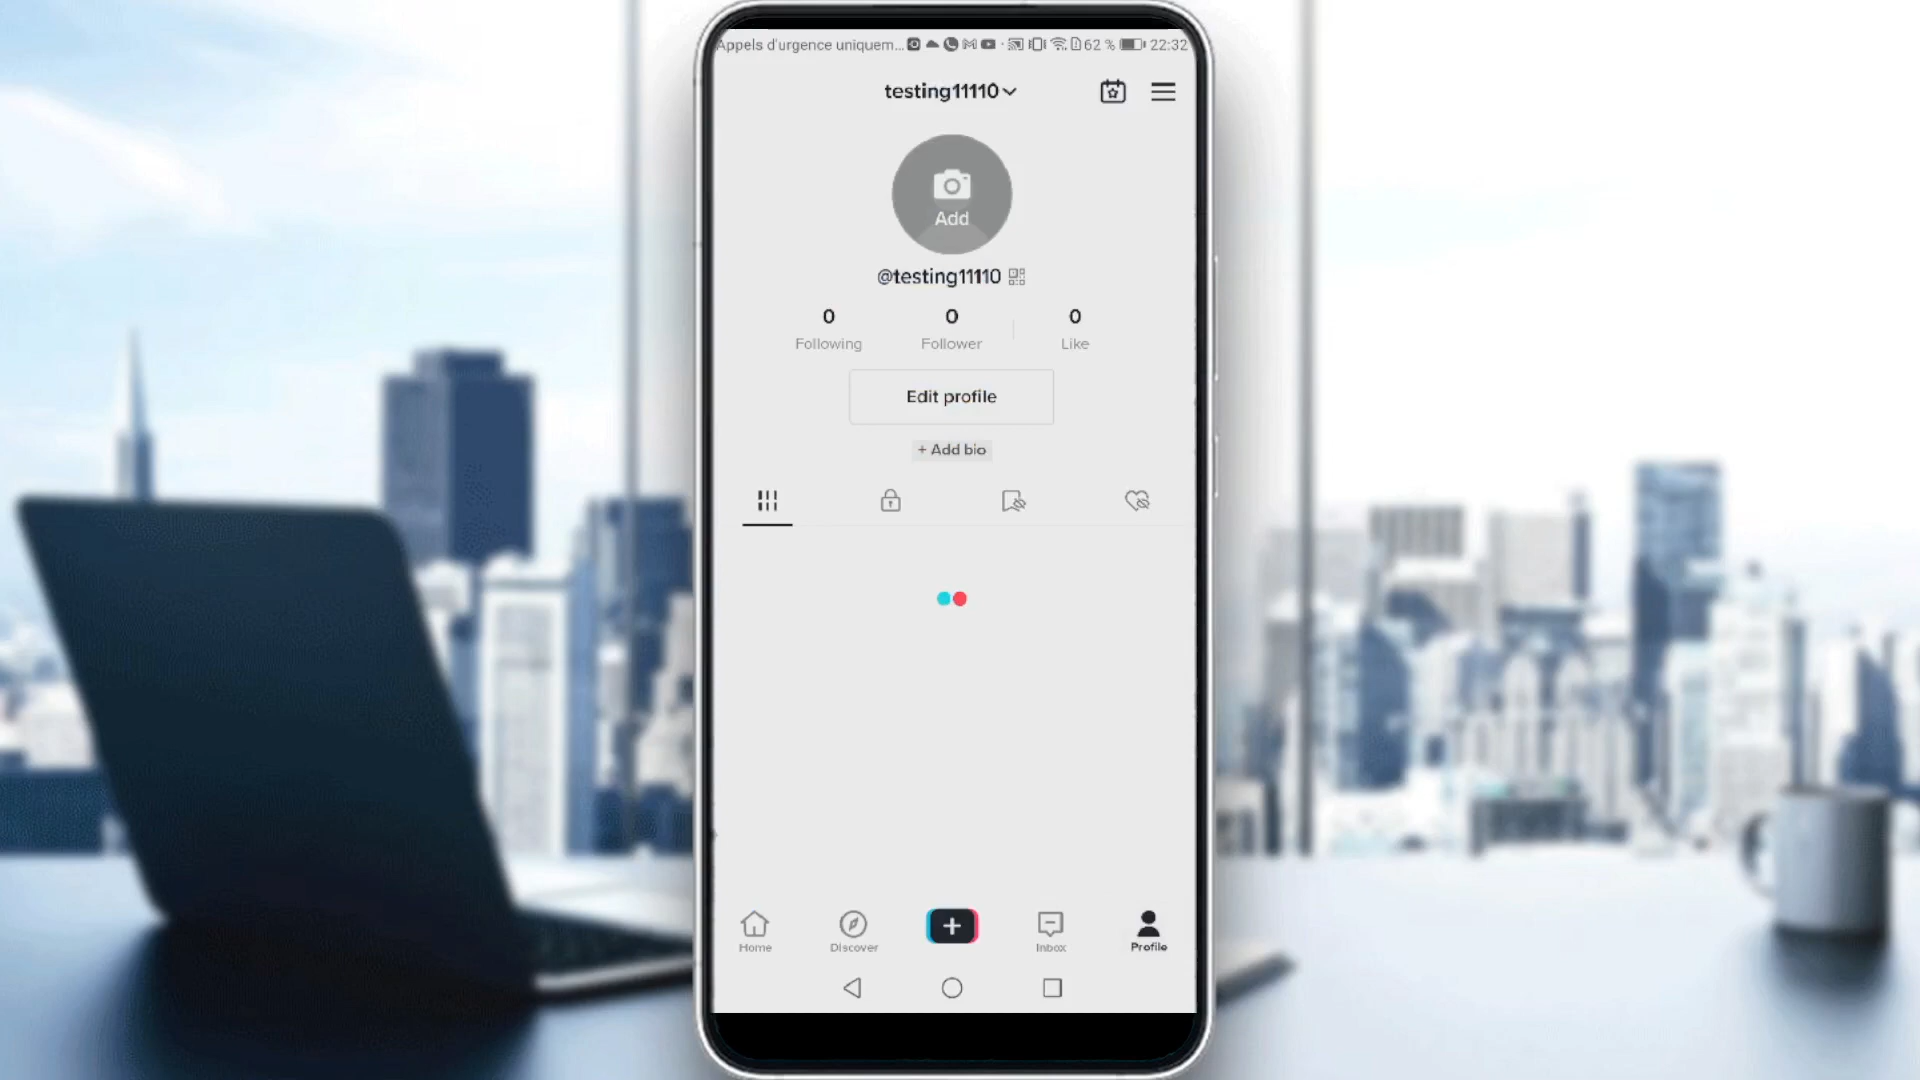 Appels d'urgence uniquem... 62 % 22:32
testing11110
Add
@testing11110
0 0 0
Following Follower Like
Edit profile
+ Add bio
Home Discover Inbox Profile